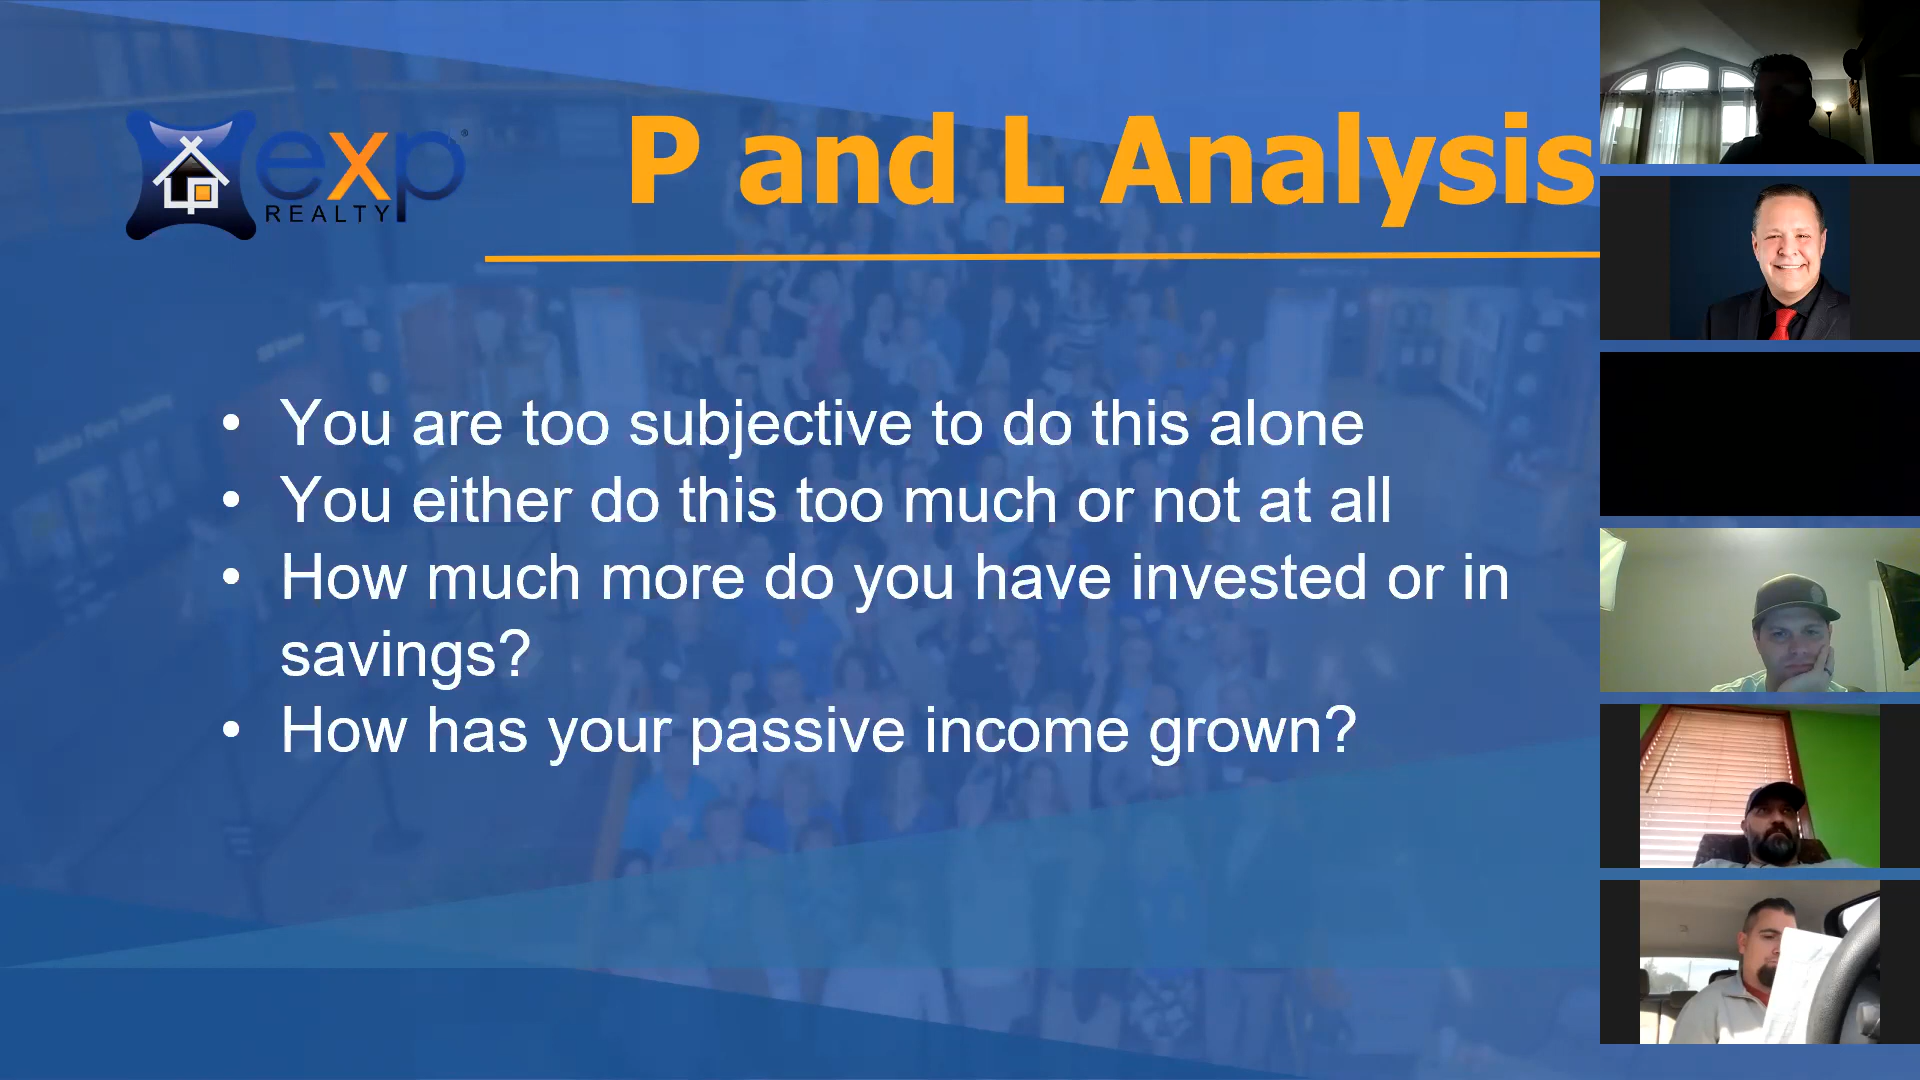 exp®
REALTY
P and L Analysis
• You are too subjective to do this alone
• You either do this too much or not at all
• How much more do you have invested or in
savings?
• How has your passive income grown?